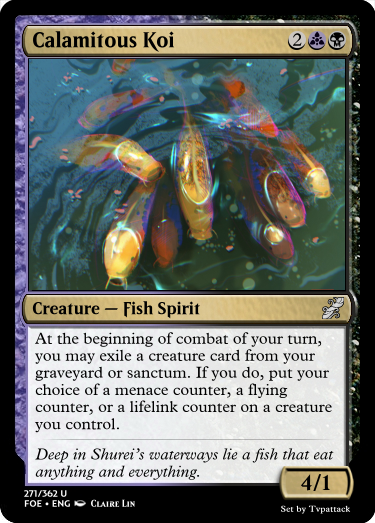 Calamitous Koi 2
Creature — Fish Spirit
At the beginning of combat of your turn,
you may exile a creature card from your
graveyard or sanctum. If you do, put your
choice of a menace counter, a flying
counter, or a lifelink counter on a creature
you control.
Deep in Shurei's waterways lie a fish that eat
anything and everything.
4/1
271/362 U
FOE • ENG Claire Lin
Set by Tvpattack